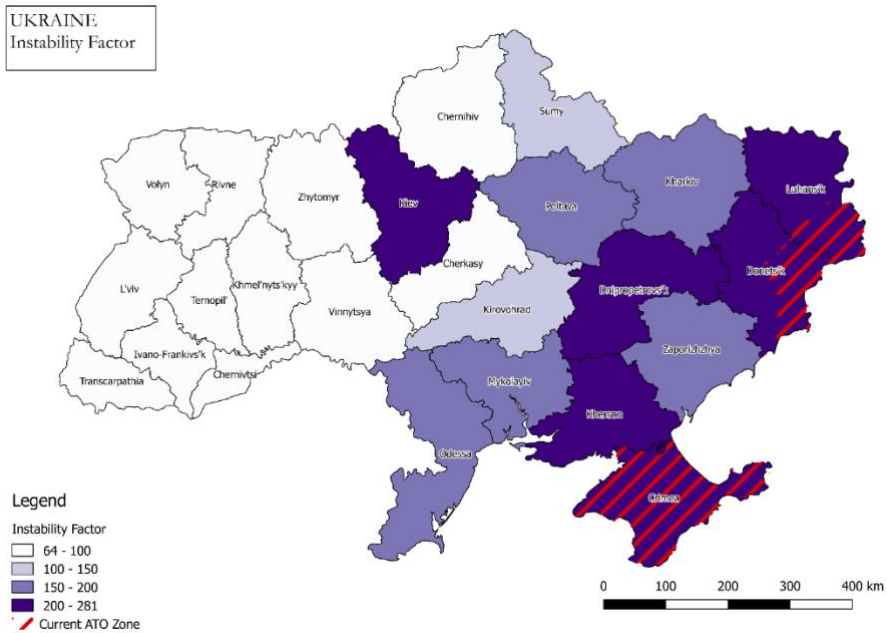 UKRAINE
Instability Factor
Chernihiv
Sumy
Volyn
Rivne
Zhytomyr
Kiev
Poltava
Kharkiv
Luhans'k
L'viv
Ternopil'
Khmel'nyts'kyy
Vinnytsya
Cherkasy
Kirovohrad
Dnipropetrovs'k
Donets'k
Ivano-Frankivs'k
Transcarpathia
Chernivtsi
Mykolayiv
Zaporizhzhya
Odessa
Kherson
Crimea
Legend
Instability Factor
64 - 100
100 - 150
150 - 200
200 - 281
Current ATO Zone
0 100 200 300 400 km